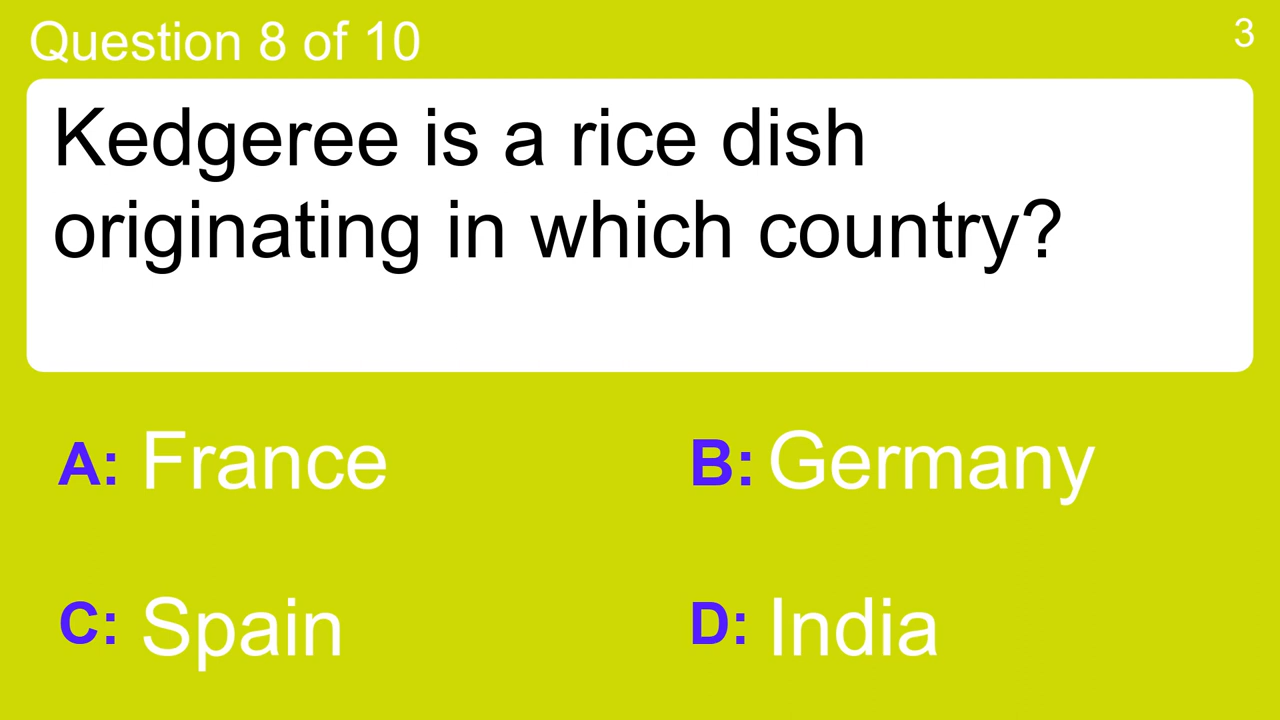 Question 8 of 10
3
Kedgeree is a rice dish
originating in which country?
A: France
B: Germany
C: Spain
D: India